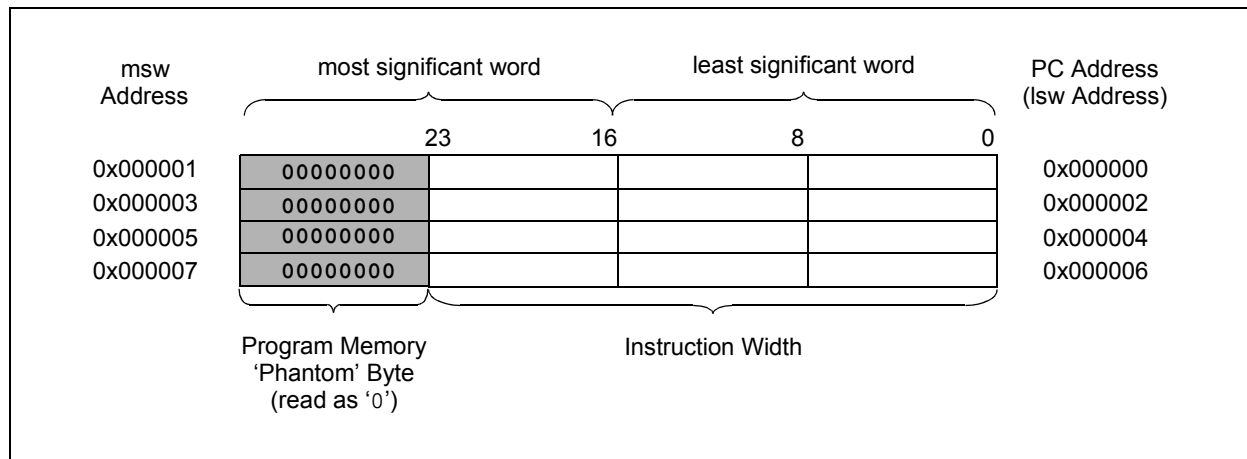 msw
Address
most significant word
least significant word
PC Address
(lsw Address)
23 16 8 0
0x000001 00000000 0x000000
0x000003 00000000 0x000002
0x000005 00000000 0x000004
0x000007 00000000 0x000006
Program Memory
‘Phantom’ Byte
(read as ‘0’)
Instruction Width